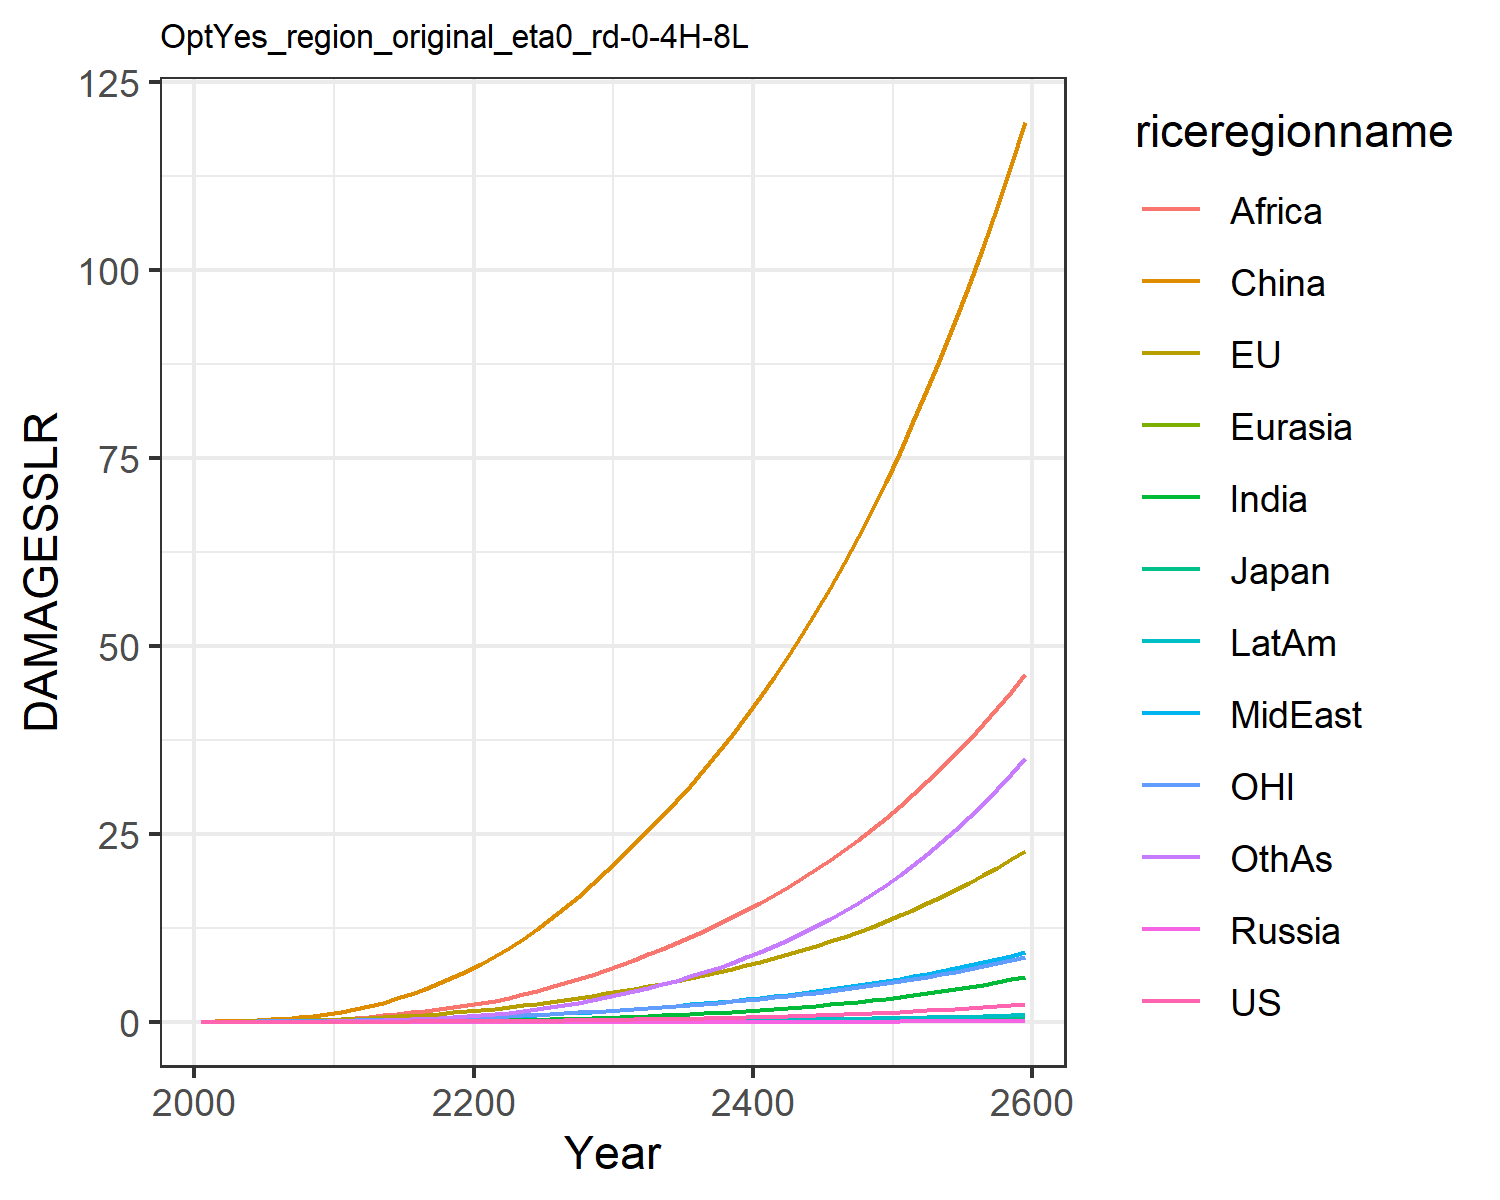 OptYes_region_original_eta0_rd-0-4H-8L
125
100
75
50
25
0
DAMAGESSLR
2000 2200 2400 2600
Year
riceregionname
Africa
China
EU
Eurasia
India
Japan
LatAm
MidEast
OHI
OthAs
Russia
US